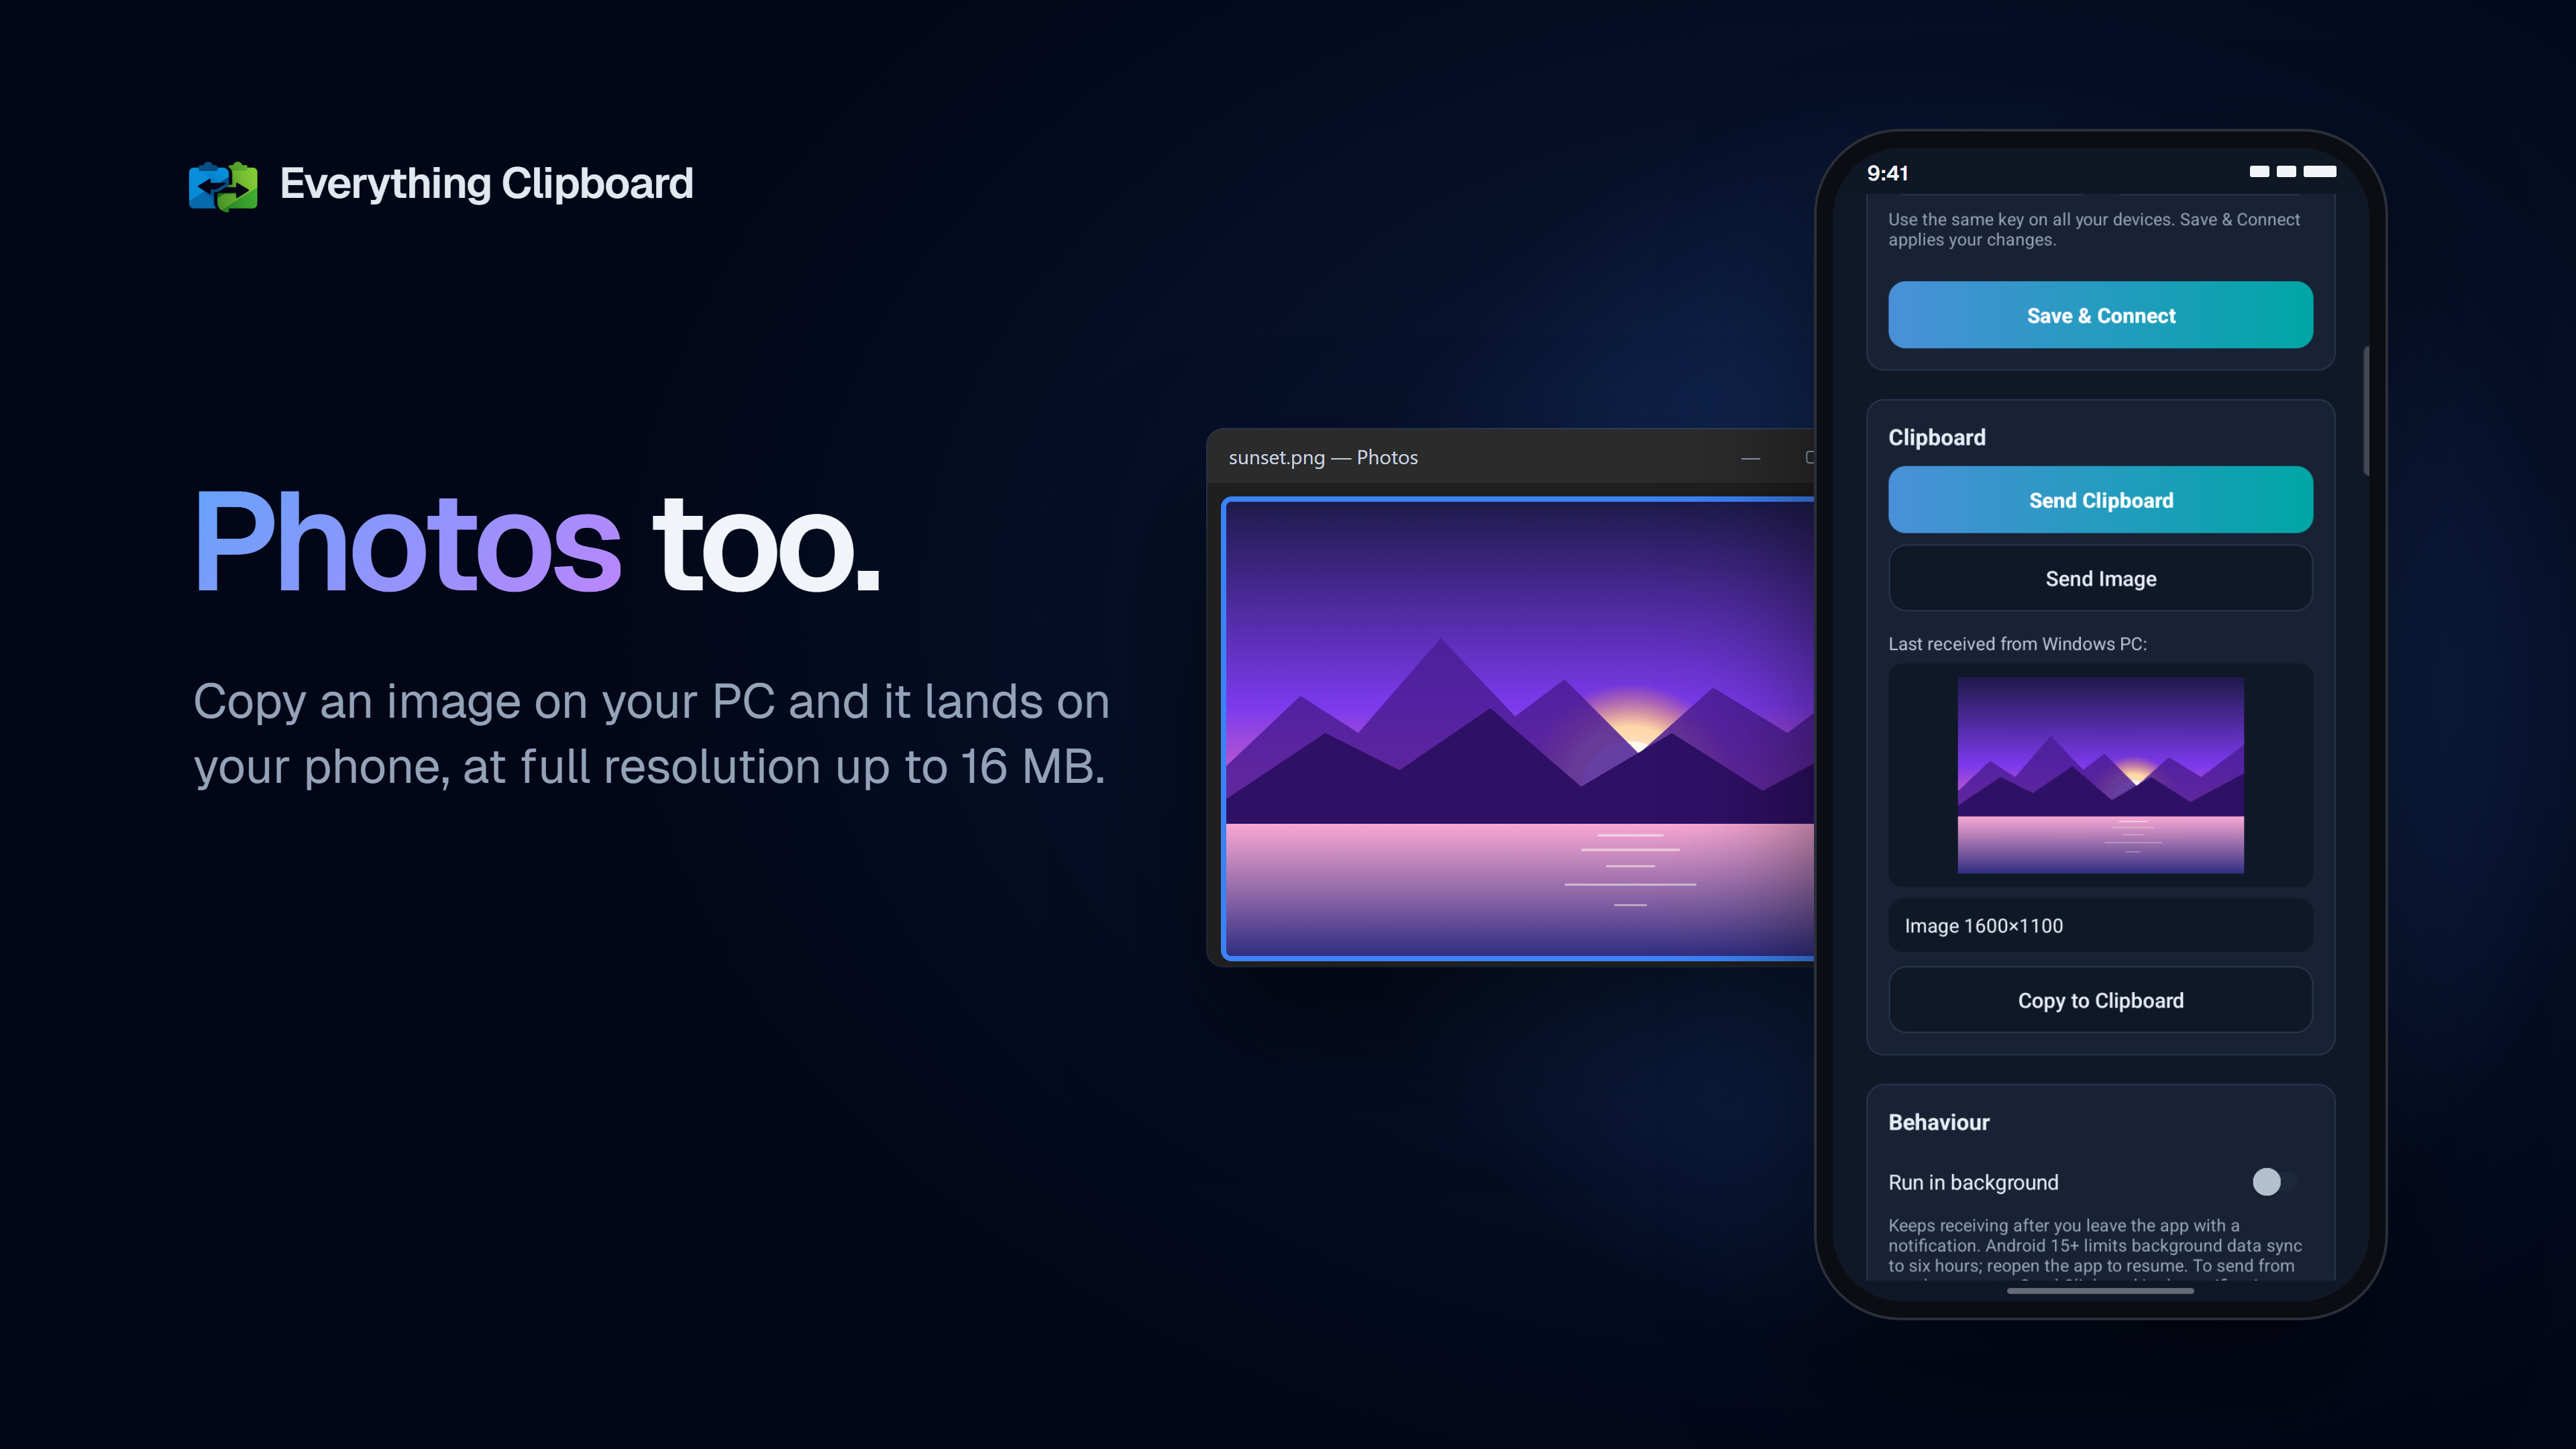 Everything Clipboard
Photos too.
Copy an image on your PC and it lands on
your phone, at full resolution up to 16 MB.
sunset.png — Photos
9:41
Use the same key on all your devices. Save & Connect
applies your changes.
Save & Connect
Clipboard
Send Clipboard
Send Image
Last received from Windows PC:
Image 1600×1100
Copy to Clipboard
Behaviour
Run in background
Keeps receiving after you leave the app with a
notification. Android 15+ limits background data sync
to six hours; reopen the app to resume. To send from